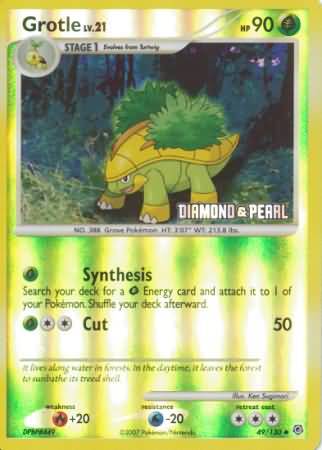 Grotle LV.21
HP 90
STAGE 1 Evolves from Turtwig
DIAMOND & PEARL
NO. 388 Grove Pokémon HT: 3'07" WT: 213.8 lbs.
Synthesis
Search your deck for a Energy card and attach it to 1 of
your Pokémon. Shuffle your deck afterward.
Cut 50
It lives along water in forests. In the daytime, it leaves the forest
to sunbathe its treed shell.
Illus. Ken Sugimori
weakness resistance retreat cost
+20 -20
DPBP#449 ©2007 Pokémon/Nintendo 49/130